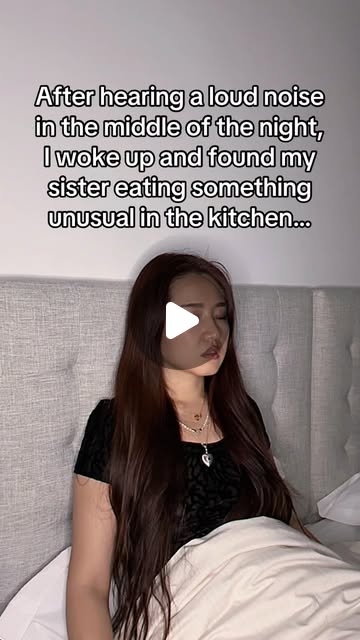 After hearing a loud noise
in the middle of the night,
I woke up and found my
sister eating something
unusual in the kitchen...